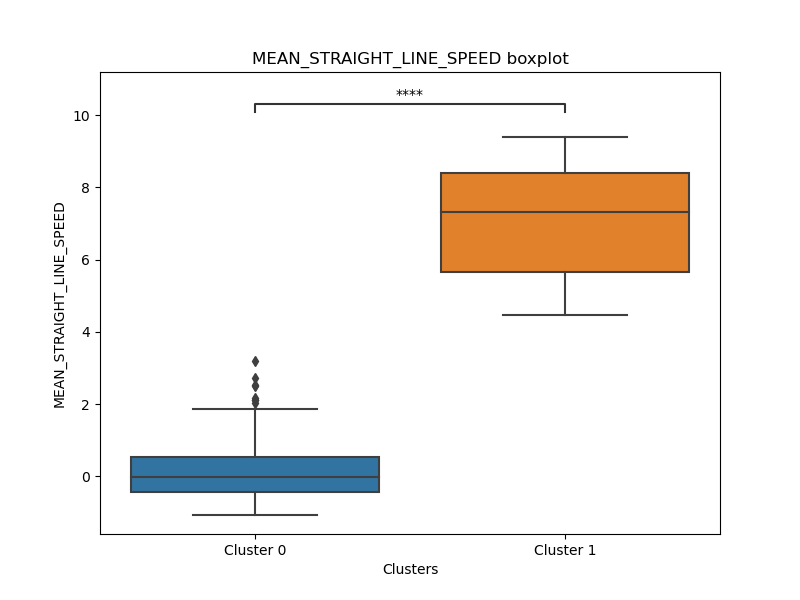 MEAN_STRAIGHT_LINE_SPEED boxplot
****
10
8
6
4
2
0
MEAN_STRAIGHT_LINE_SPEED
Cluster 0
Cluster 1
Clusters